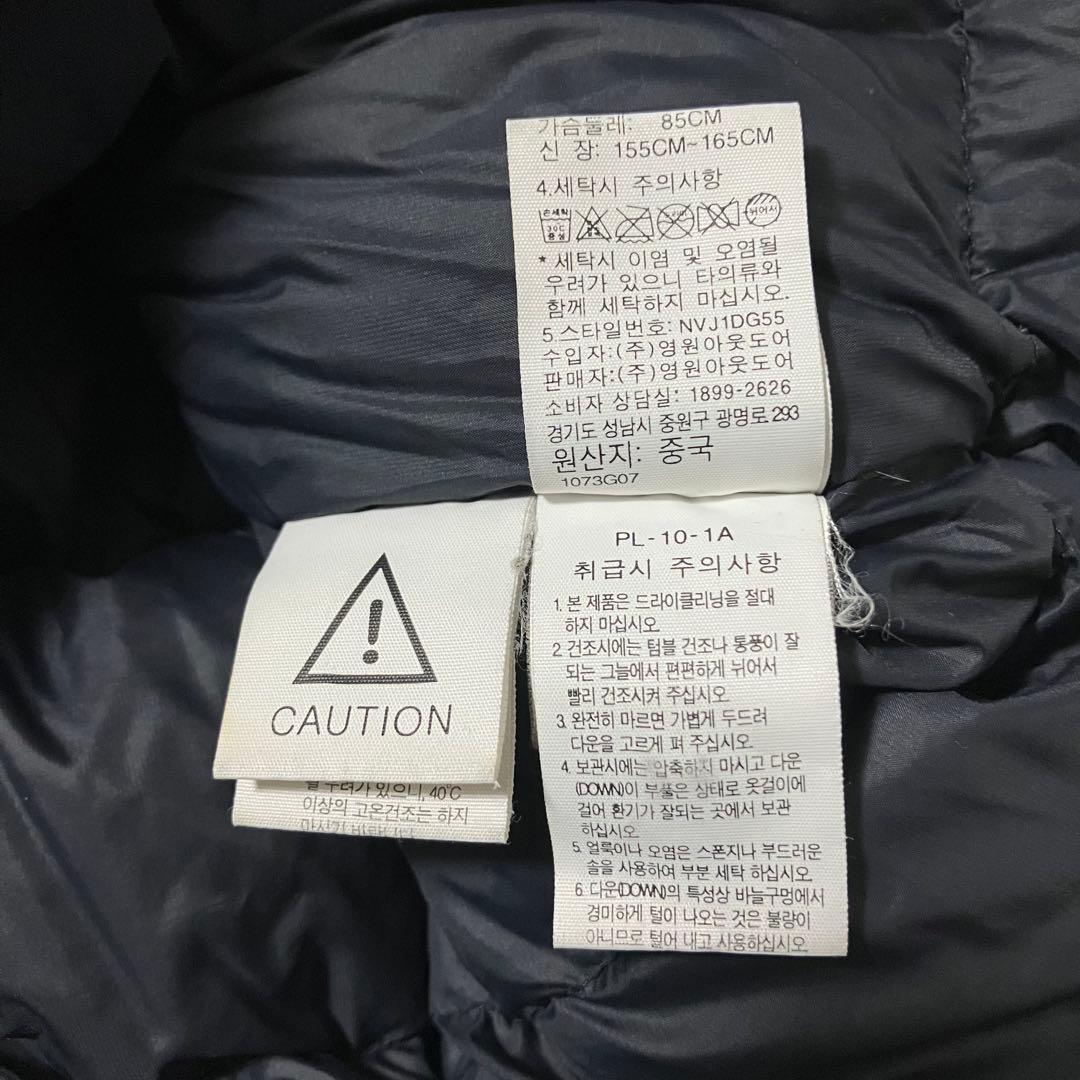 가슴둘레: 85CM
신 장: 155CM~165CM
4.세탁시 주의사항
손세탁
30℃
중성
뉘어서
* 세탁시 이염 및 오염될
우려가 있으니 타의류와
함께 세탁하지 마십시오.
5.스타일번호: NVJ1DG55
수입자:(주)영원아웃도어
판매자:(주)영원아웃도어
소비자 상담실: 1899-2626
경기도 성남시 중원구 광명로 293
원산지: 중국
1073G07
CAUTION
우려가 있으니, 40℃
이상의 고온건조는 하지
마시기 바랍니다.
PL-10-1A
취급시 주의사항
1. 본 제품은 드라이클리닝을 절대
하지 마십시오.
2. 건조시에는 텀블 건조나 통풍이 잘
되는 그늘에서 편편하게 뉘어서
빨리 건조시켜 주십시오.
3. 완전히 마르면 가볍게 두드려
다운을 고르게 펴 주십시오.
4. 보관시에는 압축하지 마시고 다운
(DOWN)이 부풀은 상태로 옷걸이에
걸어 환기가 잘되는 곳에서 보관
하십시오.
5. 얼룩이나 오염은 스폰지나 부드러운
솔을 사용하여 부분 세탁 하십시오.
6. 다운(DOWN)의 특성상 바늘구멍에서
경미하게 털이 나오는 것은 불량이
아니므로 털어 내고 사용하십시오.